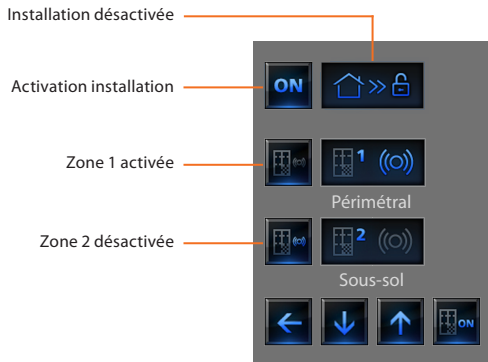 Installation désactivée
Activation installation
ON
Zone 1 activée
1
Périmétral
Zone 2 désactivée
2
Sous-sol
ON